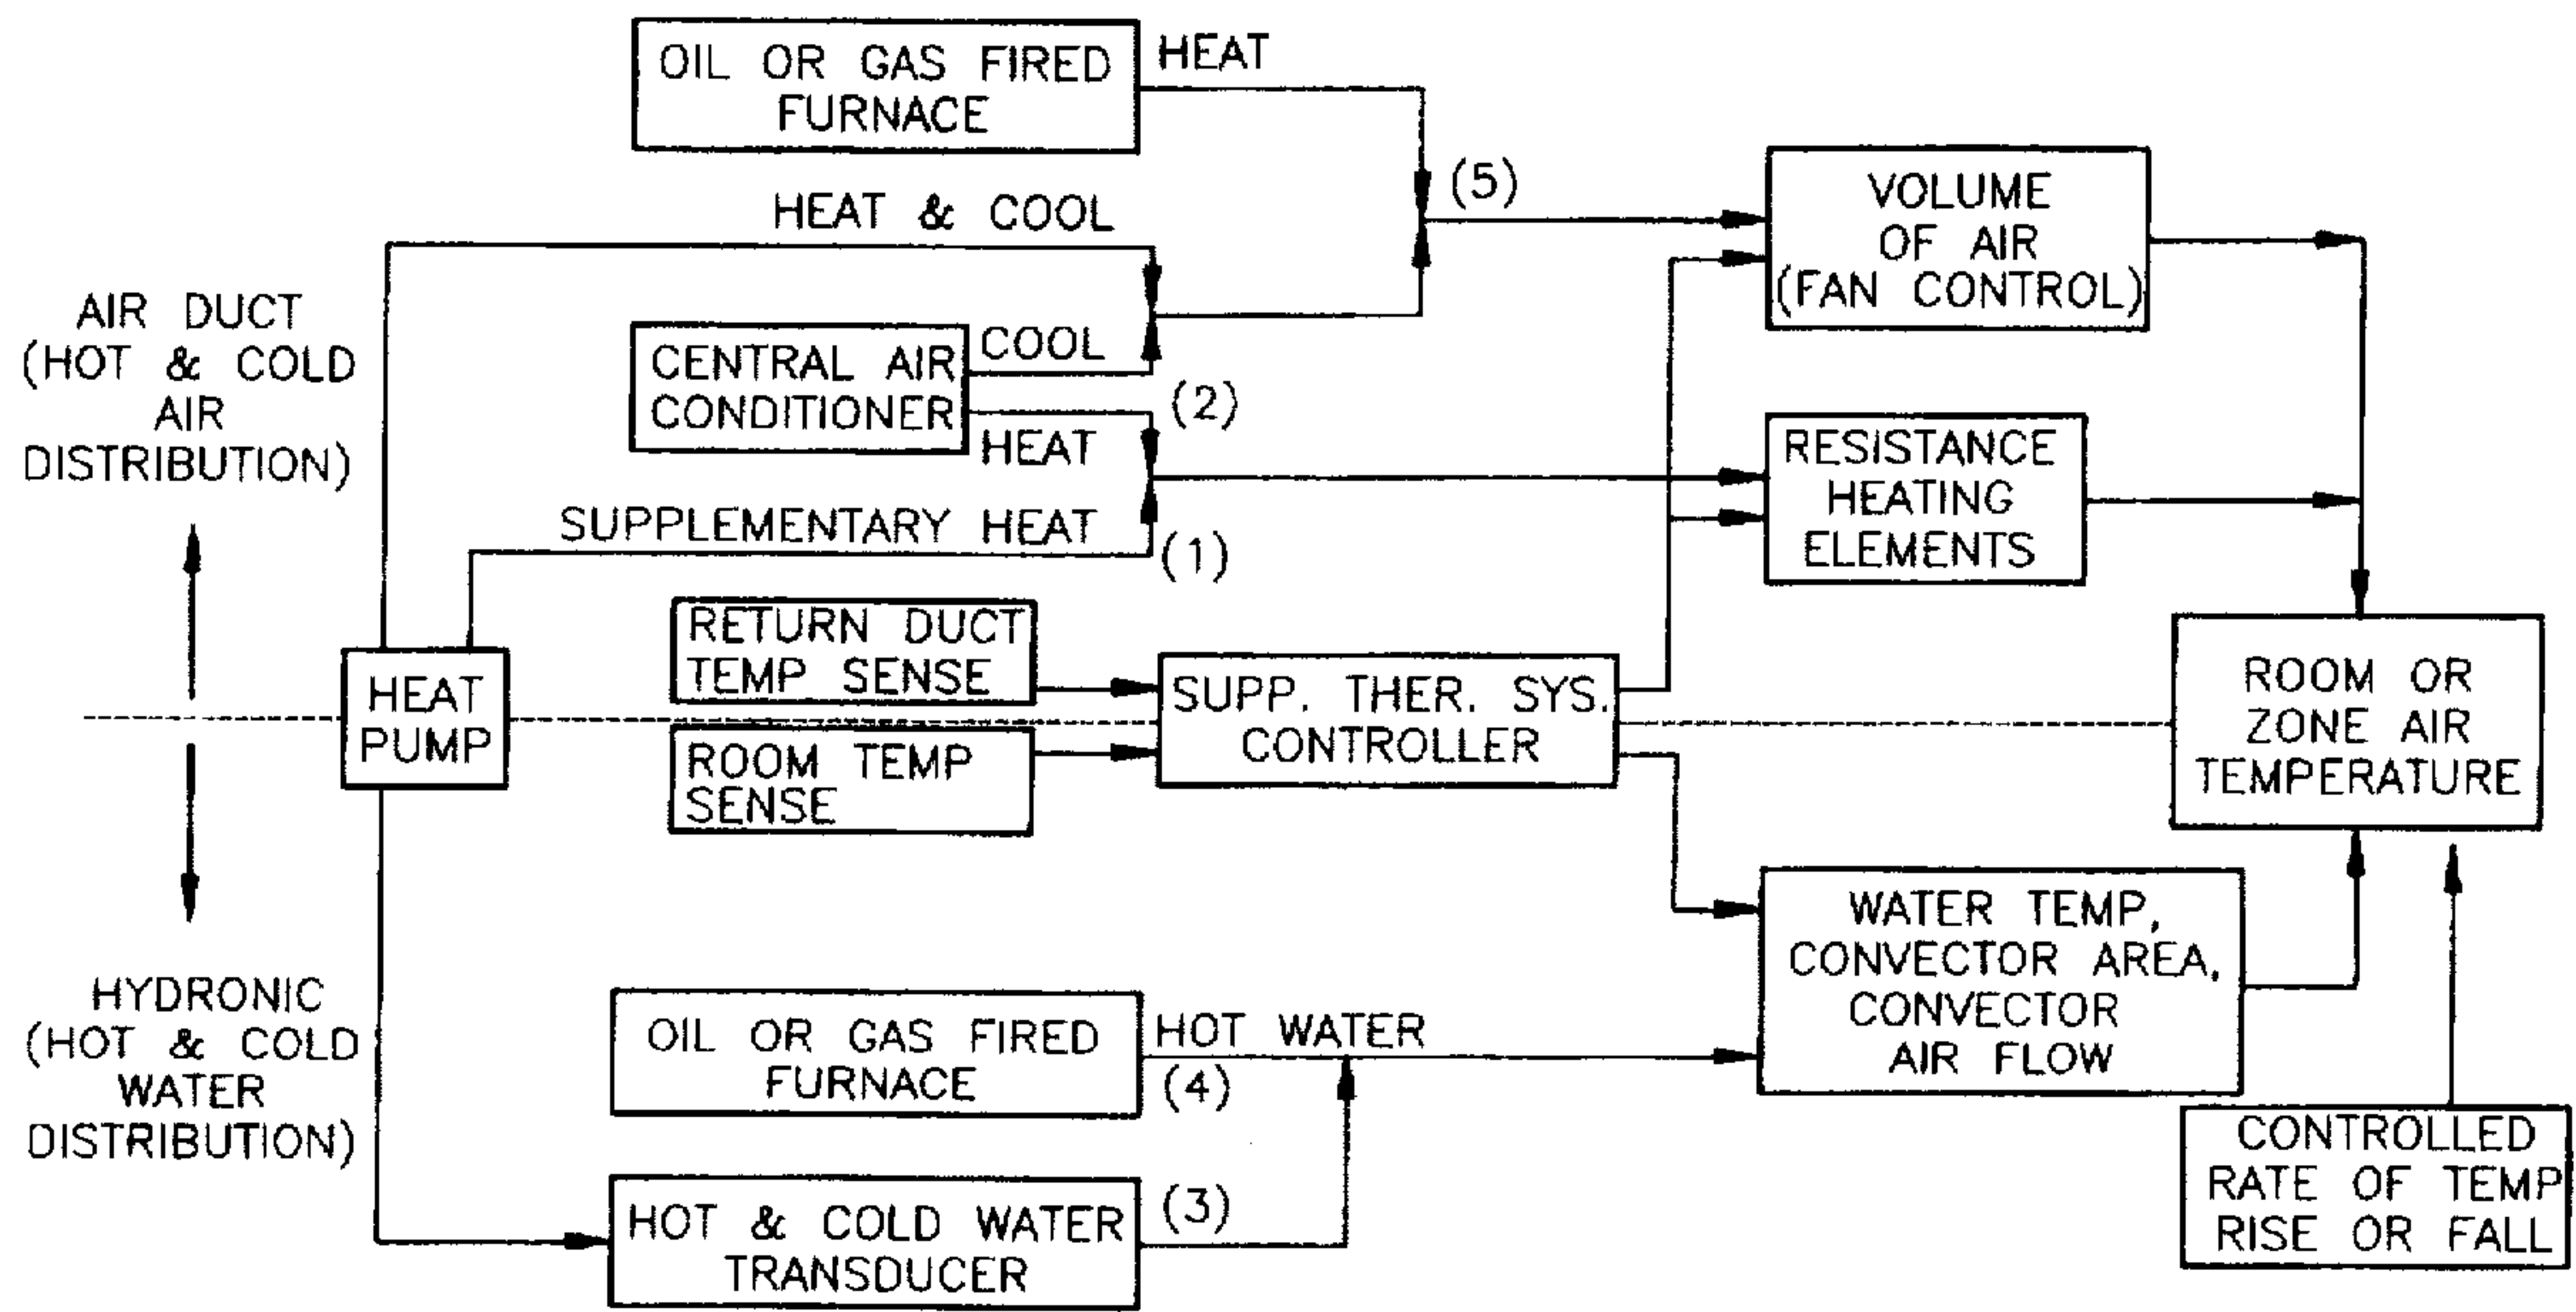 OIL OR GAS FIRED
FURNACE
HEAT
(5)
VOLUME
OF AIR
(FAN CONTROL)
HEAT & COOL
AIR DUCT
(HOT & COLD
AIR
DISTRIBUTION)
CENTRAL AIR
CONDITIONER
COOL
(2)
HEAT
RESISTANCE
HEATING
ELEMENTS
SUPPLEMENTARY HEAT
(1)
RETURN DUCT
TEMP SENSE
HEAT
PUMP
SUPP. THER. SYS.
CONTROLLER
ROOM TEMP
SENSE
ROOM OR
ZONE AIR
TEMPERATURE
WATER TEMP,
CONVECTOR AREA,
CONVECTOR
AIR FLOW
HYDRONIC
(HOT & COLD
WATER
DISTRIBUTION)
OIL OR GAS FIRED
FURNACE
HOT WATER
(4)
HOT & COLD WATER
TRANSDUCER
(3)
CONTROLLED
RATE OF TEMP
RISE OR FALL